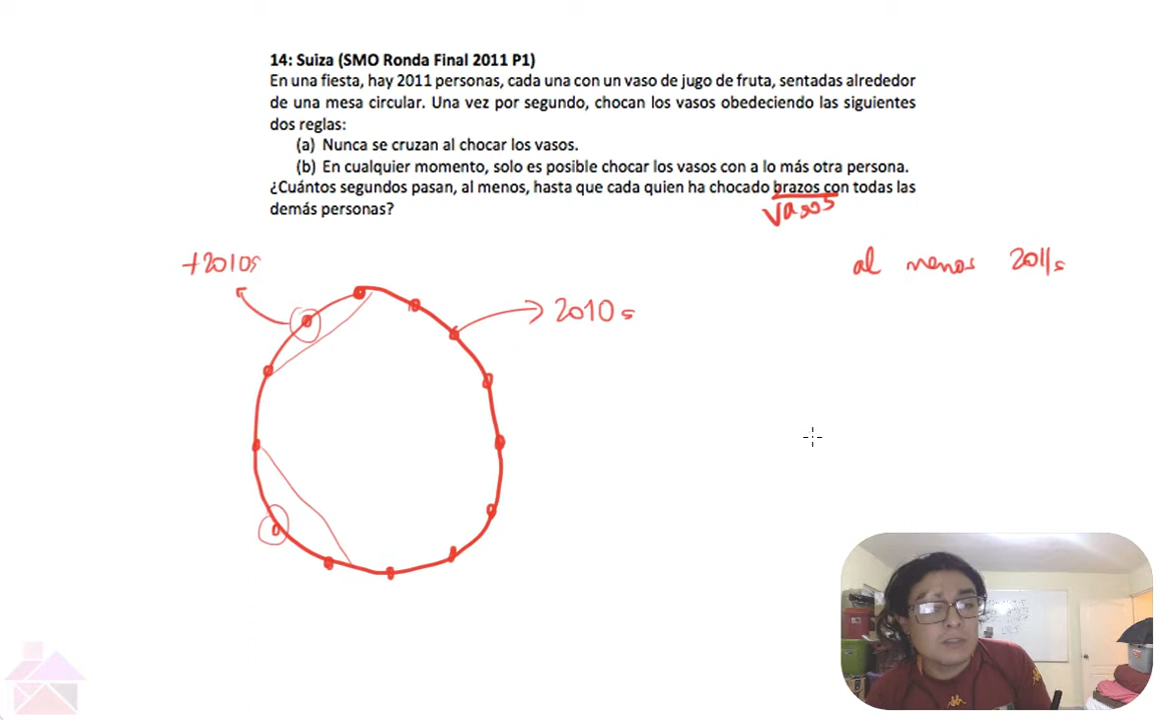 14: Suiza (SMO Ronda Final 2011 P1)
En una fiesta, hay 2011 personas, cada una con un vaso de jugo de fruta, sentadas alrededor
de una mesa circular. Una vez por segundo, chocan los vasos obedeciendo las siguientes
dos reglas:
(a) Nunca se cruzan al chocar los vasos.
(b) En cualquier momento, solo es posible chocar los vasos con a lo más otra persona.
¿Cuántos segundos pasan, al menos, hasta que cada quien ha chocado brazos con todas las
demás personas?
vasos
al menos 2011s
+2010s
2010 s